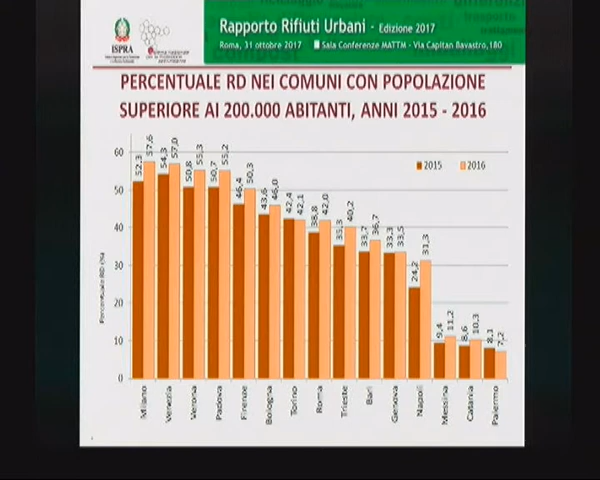 Rapporto Rifiuti Urbani - Edizione 2017
Roma, 31 ottobre 2017 Sala Conferenze MATTM - Via Capitan Bavastro, 180
ISPRA
PERCENTUALE RD NEI COMUNI CON POPOLAZIONE
SUPERIORE AI 200.000 ABITANTI, ANNI 2015 - 2016
2015 2016
Percentuale RD (%)
60
50
40
30
20
10
0
52,3 57,6
54,3 57,0
50,8 55,3
50,7 55,2
46,4 50,3
43,6 46,0
42,4 42,1
38,8 42,0
35,3 40,2
33,7 36,7
33,3 33,5
24,2 31,3
9,4 11,2
8,6 10,3
8,1 7,2
Milano
Venezia
Verona
Padova
Firenze
Bologna
Torino
Roma
Trieste
Bari
Genova
Napoli
Messina
Catania
Palermo